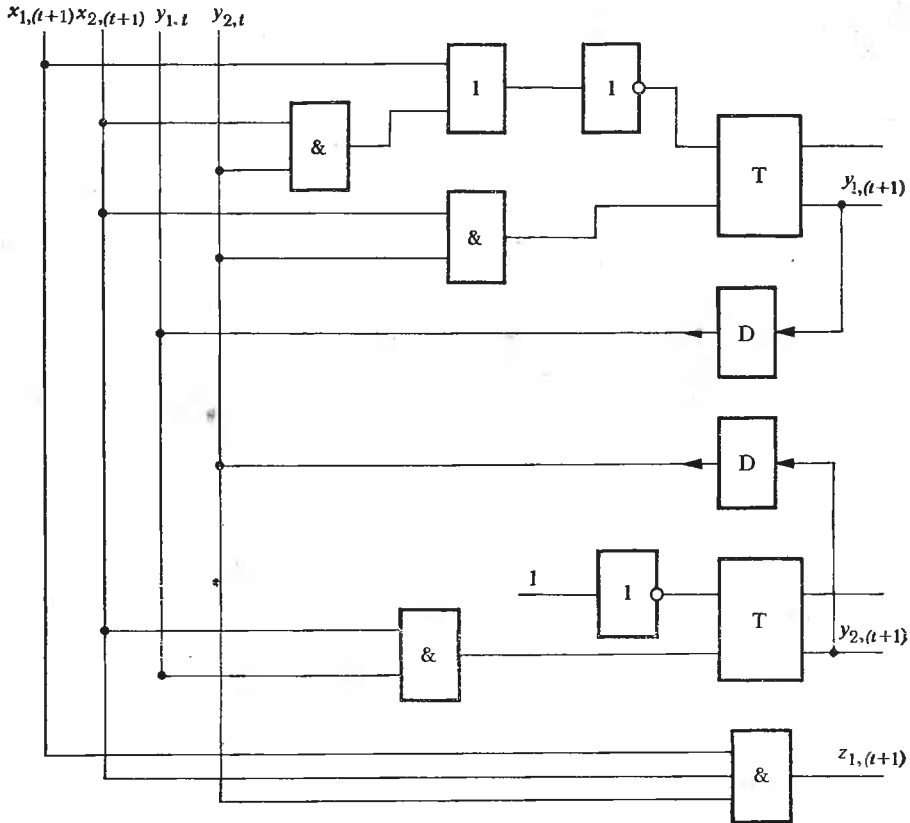 x1,(t+1) x2,(t+1) y1,t y2,t
1 1
&
T
& y1,(t+1)
D
D
1 1
T
& y2,(t+1)
& z1,(t+1)